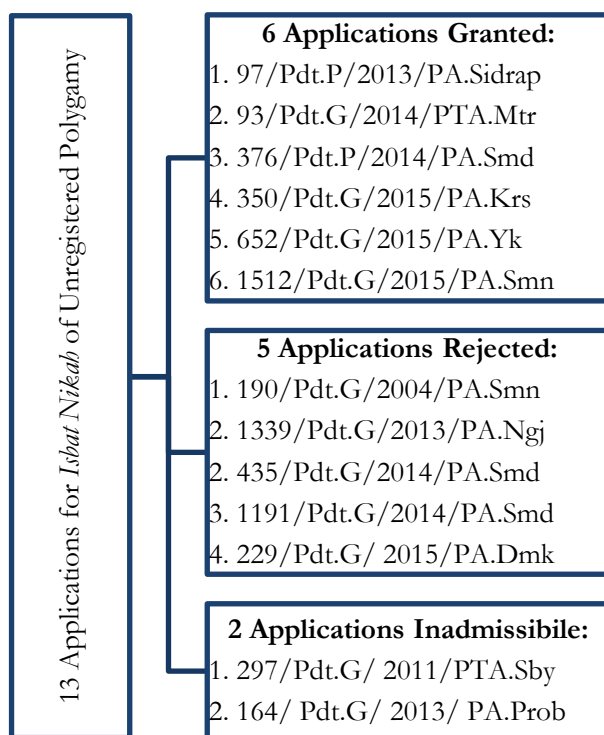 13 Applications for Isbat Nikah of Unregistered Polygamy
6 Applications Granted:
1. 97/Pdt.P/2013/PA.Sidrap
2. 93/Pdt.G/2014/PTA.Mtr
3. 376/Pdt.P/2014/PA.Smd
4. 350/Pdt.G/2015/PA.Krs
5. 652/Pdt.G/2015/PA.Yk
6. 1512/Pdt.G/2015/PA.Smn
5 Applications Rejected:
1. 190/Pdt.G/2004/PA.Smn
2. 1339/Pdt.G/2013/PA.Ngj
2. 435/Pdt.G/2014/PA.Smd
3. 1191/Pdt.G/2014/PA.Smd
4. 229/Pdt.G/ 2015/PA.Dmk
2 Applications Inadmissibile:
1. 297/Pdt.G/ 2011/PTA.Sby
2. 164/ Pdt.G/ 2013/ PA.Prob